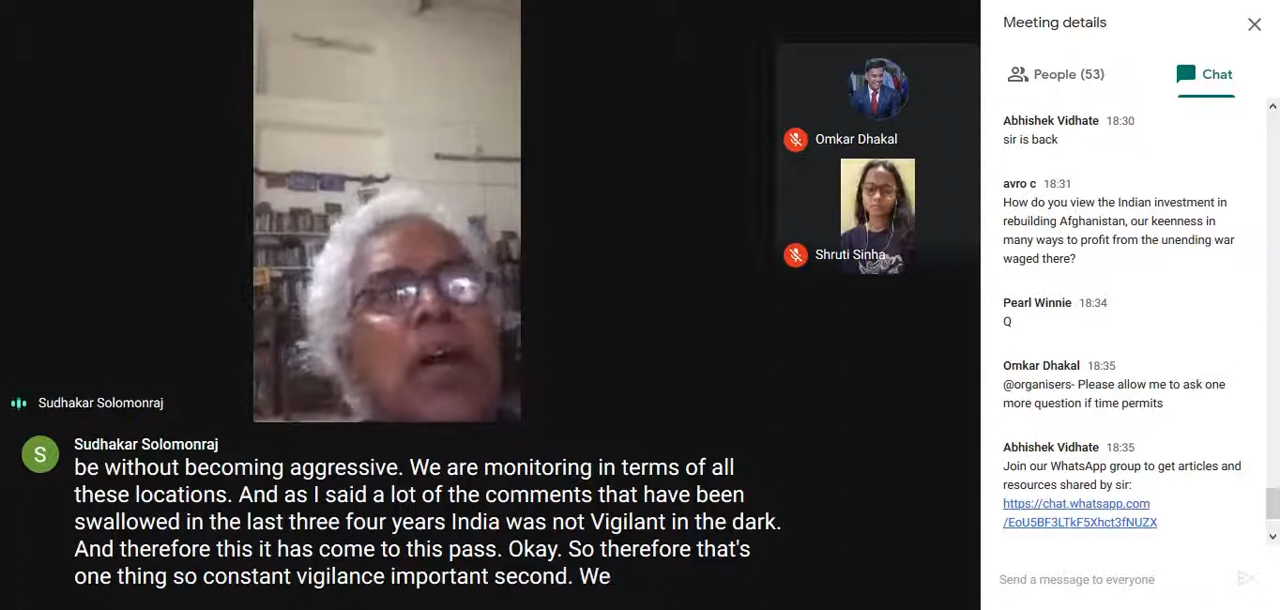 Omkar Dhakal
Shruti Sinha
Sudhakar Solomonraj
S
Sudhakar Solomonraj
be without becoming aggressive. We are monitoring in terms of all
these locations. And as I said a lot of the comments that have been
swallowed in the last three four years India was not Vigilant in the dark.
And therefore this it has come to this pass. Okay. So therefore that's
one thing so constant vigilance important second. We
Meeting details
People (53)
Chat
Abhishek Vidhate 18:30
sir is back
avro c 18:31
How do you view the Indian investment in
rebuilding Afghanistan, our keenness in
many ways to profit from the unending war
waged there?
Pearl Winnie 18:34
Q
Omkar Dhakal 18:35
@organisers- Please allow me to ask one
more question if time permits
Abhishek Vidhate 18:35
Join our WhatsApp group to get articles and
resources shared by sir:
https://chat.whatsapp.com
/EoU5BF3LTkF5Xhct3fNUZX
Send a message to everyone